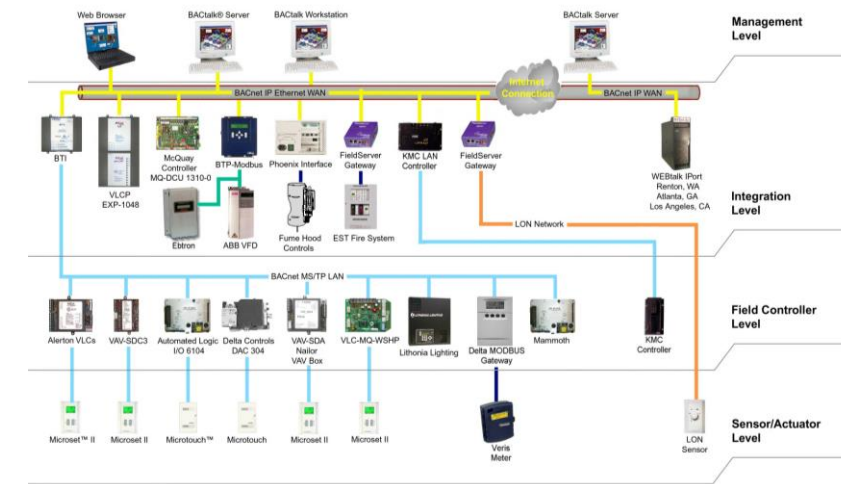 Web Browser
BACtalk® Server
BACtalk Workstation
BACtalk Server
Management
Level
Internet
Connection
BACnet IP Ethernet WAN
BACnet IP WAN
BTI
VLCP
EXP-1048
McQuay
Controller
MQ-DCU 1310-0
BTP-Modbus
Phoenix Interface
FieldServer
Gateway
KMC LAN
Controller
FieldServer
Gateway
WEBtalk IPort
Renton, WA
Atlanta, GA
Los Angeles, CA
Integration
Level
Ebtron
ABB VFD
Fume Hood
Controls
EST Fire System
LON Network
BACnet MS/TP LAN
Alerton VLCs
VAV-SDC3
Automated Logic
I/O 6104
Delta Controls
DAC 304
VAV-SDA
Nailor
VAV Box
VLC-MQ-WSHP
Lithonia Lighting
Delta MODBUS
Gateway
Mammoth
KMC
Controller
Field Controller
Level
Microset™ II
Microset II
Microtouch™
Microtouch
Microset II
Microset II
Veris
Meter
LON
Sensor
Sensor/Actuator
Level